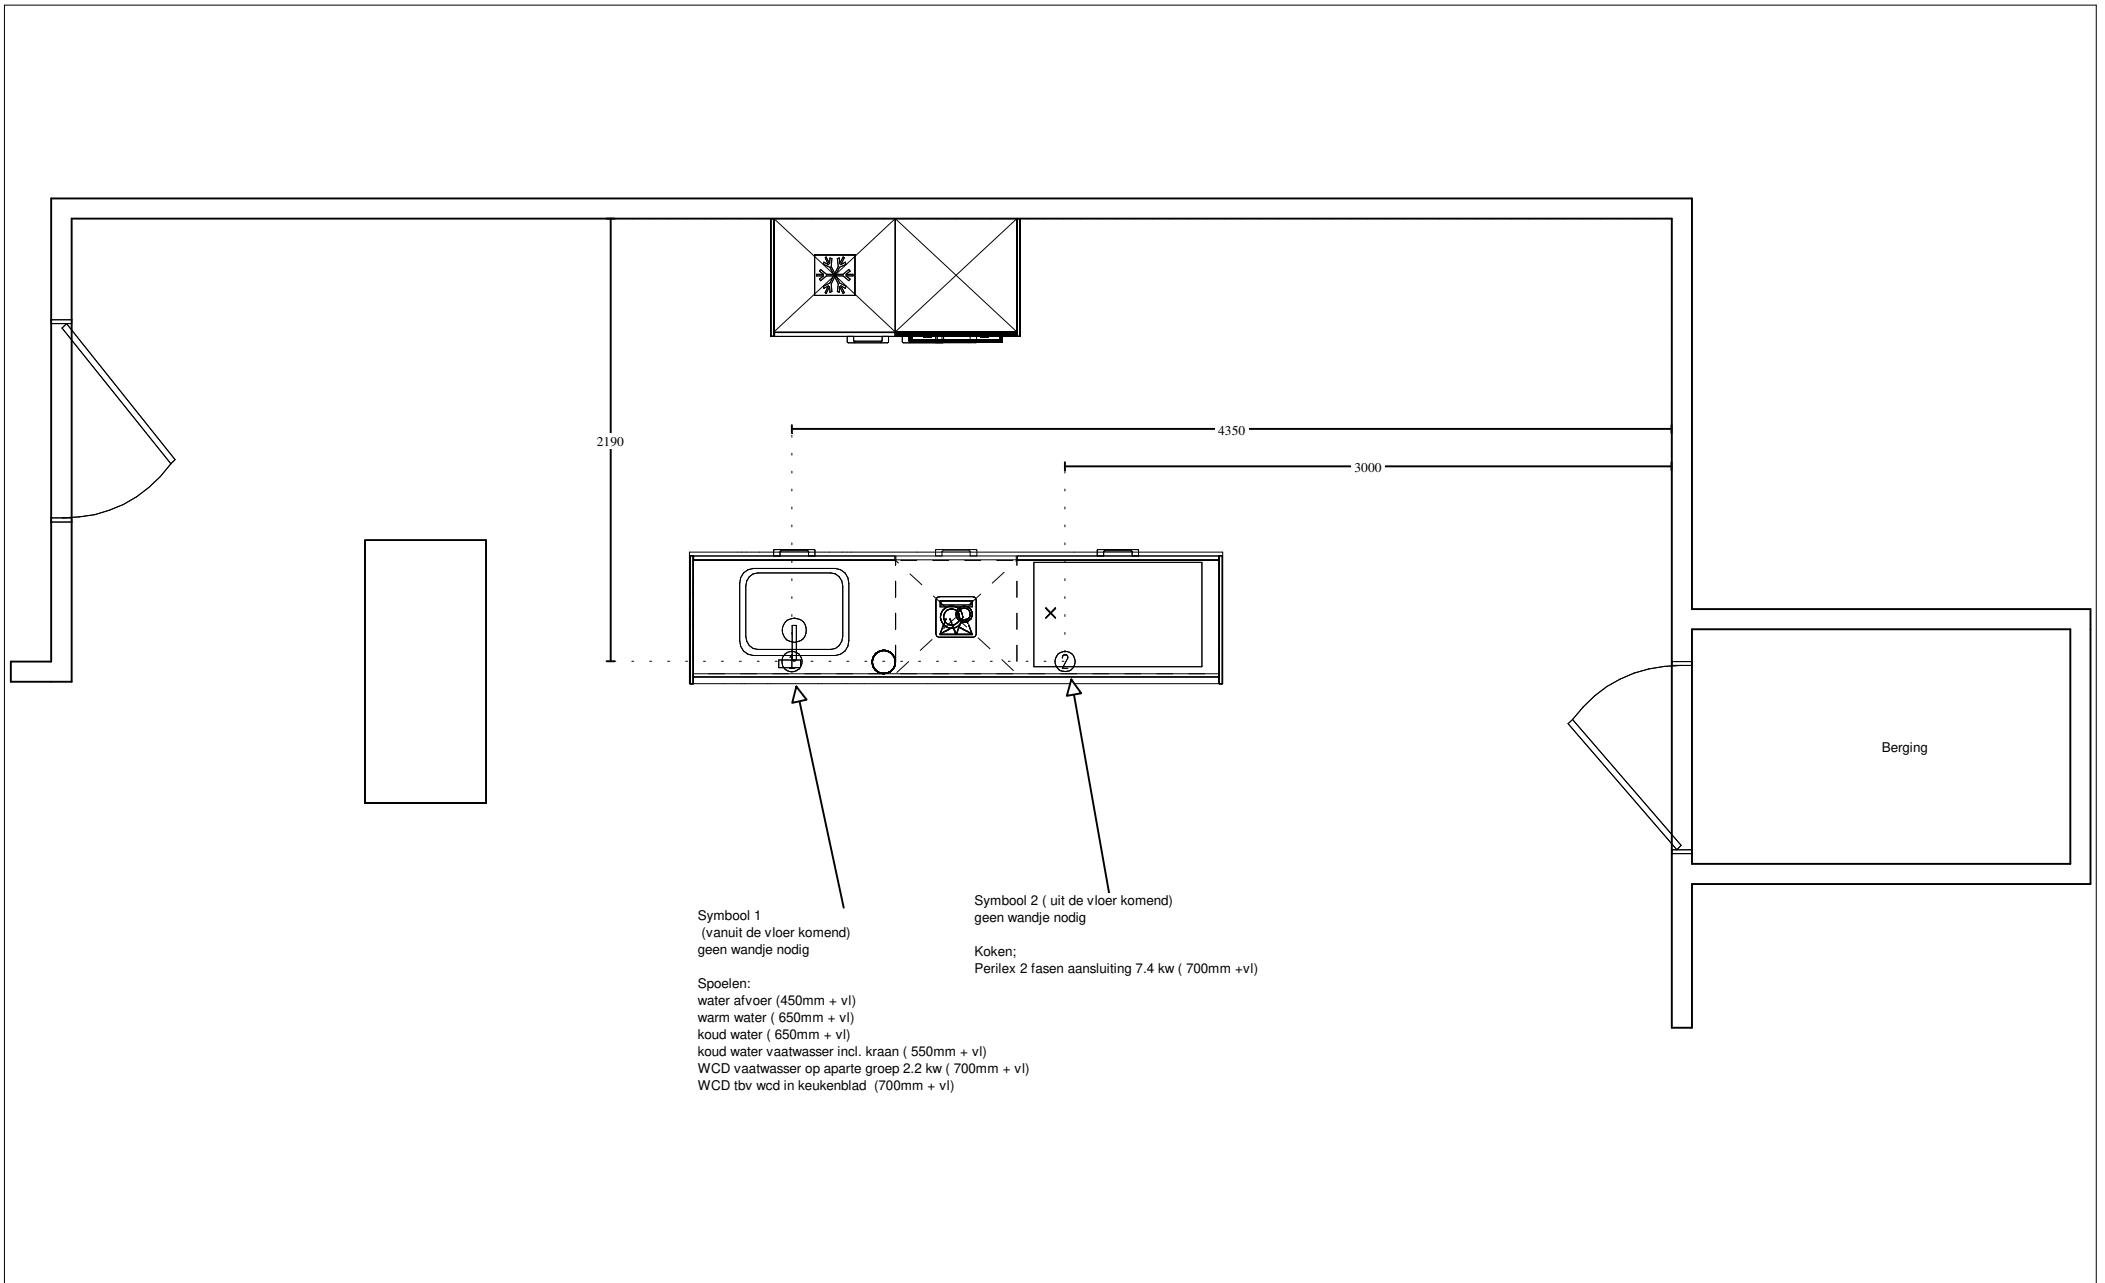 2190
4350
3000
1
2
Berging
Symbool 1
(vanuit de vloer komend)
geen wandje nodig
Spoelen:
water afvoer (450mm + vl)
warm water ( 650mm + vl)
koud water ( 650mm + vl)
koud water vaatwasser incl. kraan ( 550mm + vl)
WCD vaatwasser op aparte groep 2.2 kw ( 700mm + vl)
WCD tbv wcd in keukenblad  (700mm + vl)
Symbool 2 ( uit de vloer komend)
geen wandje nodig
Koken;
Perilex 2 fasen aansluiting 7.4 kw ( 700mm +vl)